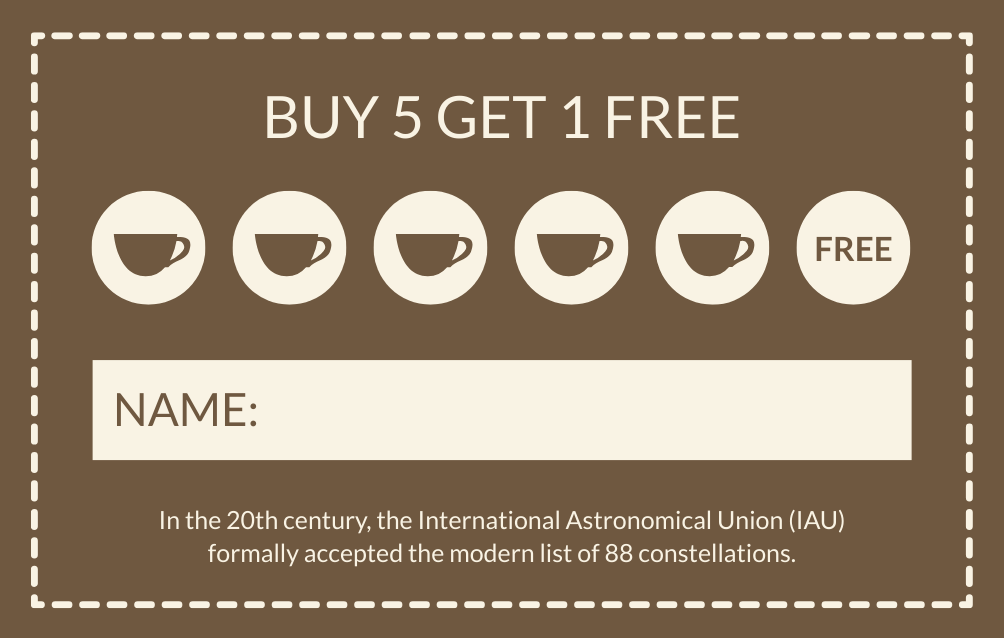 BUY 5 GET 1 FREE
FREE
NAME:
In the 20th century, the International Astronomical Union (IAU)
formally accepted the modern list of 88 constellations.